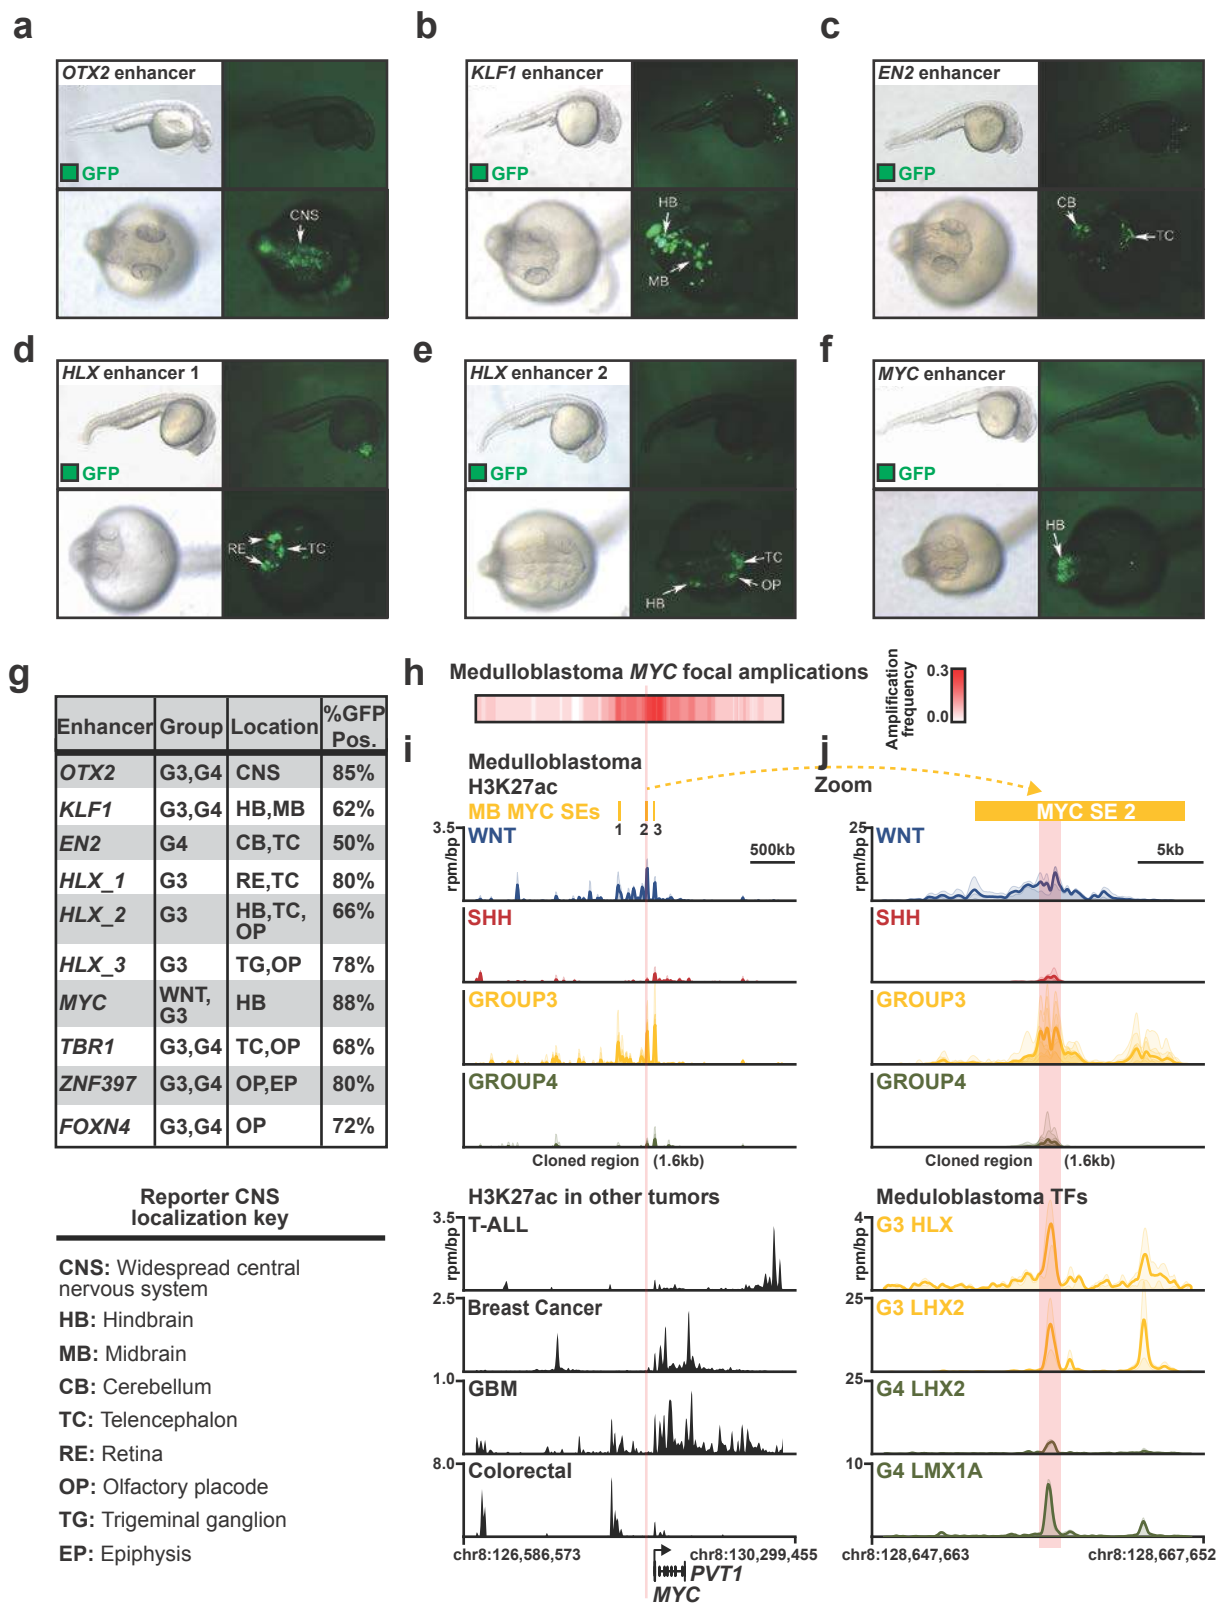 a
OTX2 enhancer
GFP
CNS
b
KLF1 enhancer
GFP
HB
MB
c
EN2 enhancer
GFP
CB
TC
d
HLX enhancer 1
GFP
RE
TC
e
HLX enhancer 2
GFP
TC
OP
HB
f
MYC enhancer
GFP
HB
g
Enhancer Group Location %GFP Pos.
OTX2 G3,G4 CNS 85%
KLF1 G3,G4 HB,MB 62%
EN2 G4 CB,TC 50%
HLX_1 G3 RE,TC 80%
HLX_2 G3 HB,TC, OP 66%
HLX_3 G3 TG,OP 78%
MYC WNT, G3 HB 88%
TBR1 G3,G4 TC,OP 68%
ZNF397 G3,G4 OP,EP 80%
FOXN4 G3,G4 OP 72%
Reporter CNS
localization key
CNS: Widespread central
nervous system
HB: Hindbrain
MB: Midbrain
CB: Cerebellum
TC: Telencephalon
RE: Retina
OP: Olfactory placode
TG: Trigeminal ganglion
EP: Epiphysis
h
Medulloblastoma MYC focal amplications
Amplification
frequency
0.3
0.0
i
Medulloblastoma
H3K27ac
MB MYC SEs
1 2 3
3.5
rpm/bp
WNT
500kb
SHH
GROUP3
GROUP4
Cloned region (1.6kb)
H3K27ac in other tumors
3.5
rpm/bp
T-ALL
2.5
Breast Cancer
1.0
GBM
8.0
Colorectal
chr8:126,586,573
chr8:130,299,455
PVT1
MYC
j
Zoom
MYC SE 2
25
rpm/bp
WNT
5kb
SHH
GROUP3
GROUP4
Cloned region (1.6kb)
Meduloblastoma TFs
4
rpm/bp
G3 HLX
25
G3 LHX2
25
G4 LHX2
10
G4 LMX1A
chr8:128,647,663
chr8:128,667,652